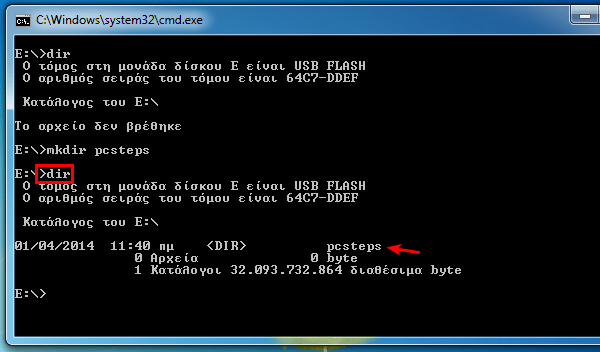 C:\Windows\system32\cmd.exe
E:\>dir
Ο τόμος στη μονάδα δίσκου E είναι USB FLASH
Ο αριθμός σειράς του τόμου είναι 64C7-DDEF
Κατάλογος του E:\
Το αρχείο δεν βρέθηκε
E:\>mkdir pcsteps
E:\>dir
Ο τόμος στη μονάδα δίσκου E είναι USB FLASH
Ο αριθμός σειράς του τόμου είναι 64C7-DDEF
Κατάλογος του E:\
01/04/2014  11:40 πμ    <DIR>          pcsteps
0 Αρχεία                0 byte
1 Κατάλογοι 32.093.732.864 διαθέσιμα byte
E:\>